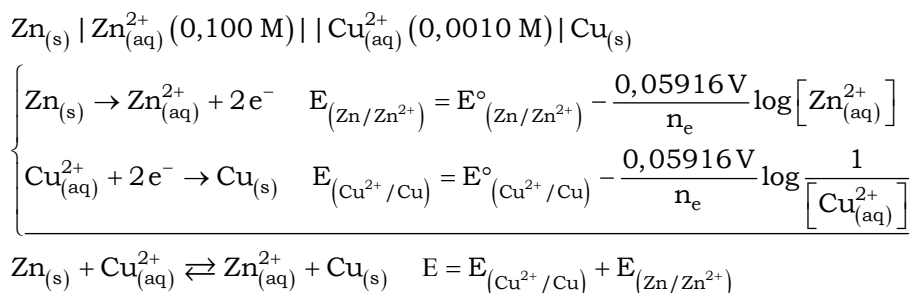 Zn(s) | Zn²⁺(aq) (0,100 M) | | Cu²⁺(aq) (0,0010 M) | Cu(s)
Zn(s) → Zn²⁺(aq) + 2e⁻ E(Zn/Zn²⁺) = E°(Zn/Zn²⁺) − 0,05916 V / nₑ log[Zn²⁺(aq)]
Cu²⁺(aq) + 2e⁻ → Cu(s) E(Cu²⁺/Cu) = E°(Cu²⁺/Cu) − 0,05916 V / nₑ log 1 / [Cu²⁺(aq)]
Zn(s) + Cu²⁺(aq) ⇄ Zn²⁺(aq) + Cu(s) E = E(Cu²⁺/Cu) + E(Zn/Zn²⁺)